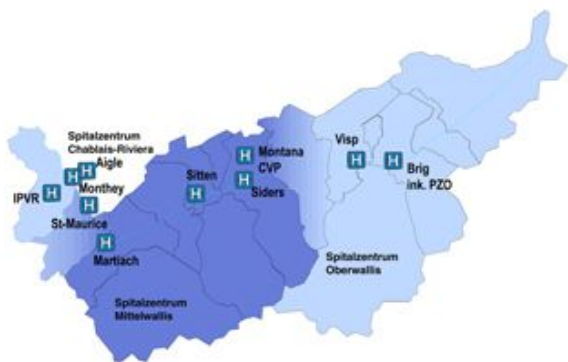 Spitalzentrum
Chablais-Riviera
Aigle
H
H
IPVR
H
Monthey
H
St-Maurice
H
Martiach
Sitten
H
H
Montana
CVP
H
Siders
Visp
H
H
Brig
ink. PZO
Spitalzentrum
Oberwallis
Spitalzentrum
Mittelwallis